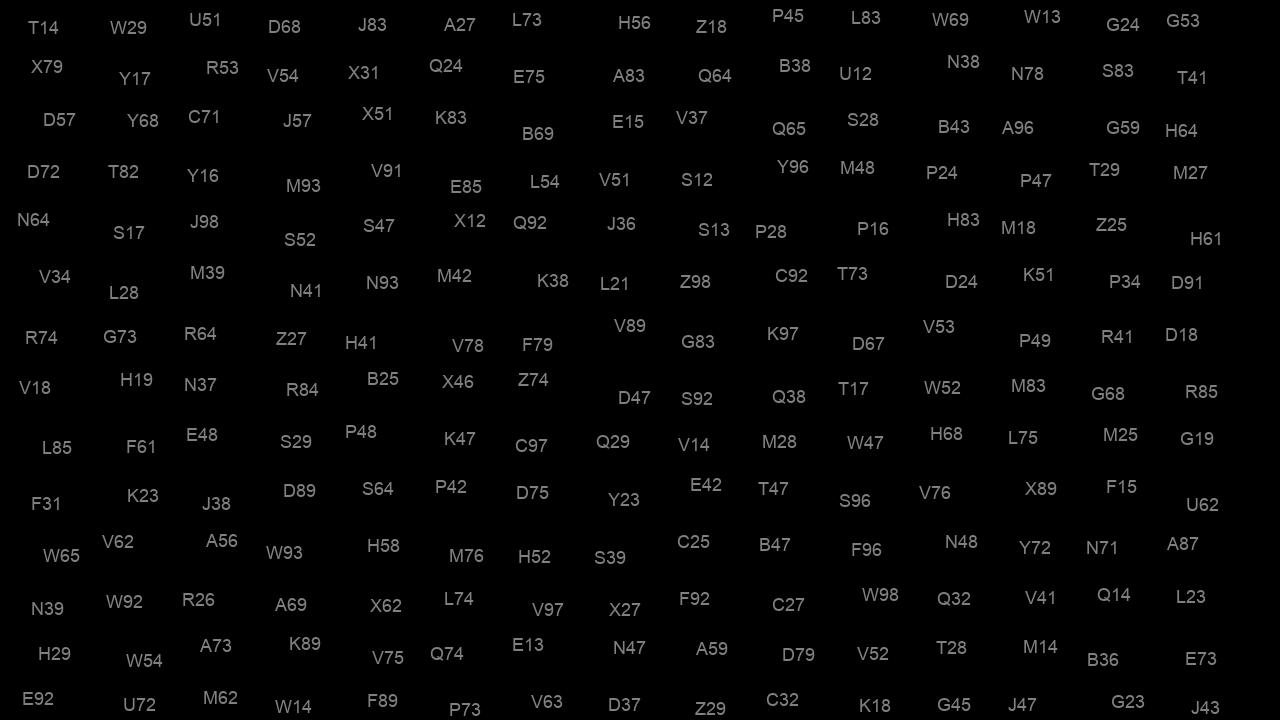 T14 W29 U51 D68 J83 A27 L73 H56 Z18 P45 L83 W69 W13 G24 G53
X79 Y17 R53 V54 X31 Q24 E75 A83 Q64 B38 U12 N38 N78 S83 T41
D57 Y68 C71 J57 X51 K83 B69 E15 V37 Q65 S28 B43 A96 G59 H64
D72 T82 Y16 M93 V91 E85 L54 V51 S12 Y96 M48 P24 P47 T29 M27
N64 S17 J98 S52 S47 X12 Q92 J36 S13 P28 P16 H83 M18 Z25 H61
V34 L28 M39 N41 N93 M42 K38 L21 Z98 C92 T73 D24 K51 P34 D91
R74 G73 R64 Z27 H41 V78 F79 V89 G83 K97 D67 V53 P49 R41 D18
V18 H19 N37 R84 B25 X46 Z74 D47 S92 Q38 T17 W52 M83 G68 R85
L85 F61 E48 S29 P48 K47 C97 Q29 V14 M28 W47 H68 L75 M25 G19
F31 K23 J38 D89 S64 P42 D75 Y23 E42 T47 S96 V76 X89 F15 U62
W65 V62 A56 W93 H58 M76 H52 S39 C25 B47 F96 N48 Y72 N71 A87
N39 W92 R26 A69 X62 L74 V97 X27 F92 C27 W98 Q32 V41 Q14 L23
H29 W54 A73 K89 V75 Q74 E13 N47 A59 D79 V52 T28 M14 B36 E73
E92 U72 M62 W14 F89 P73 V63 D37 Z29 C32 K18 G45 J47 G23 J43